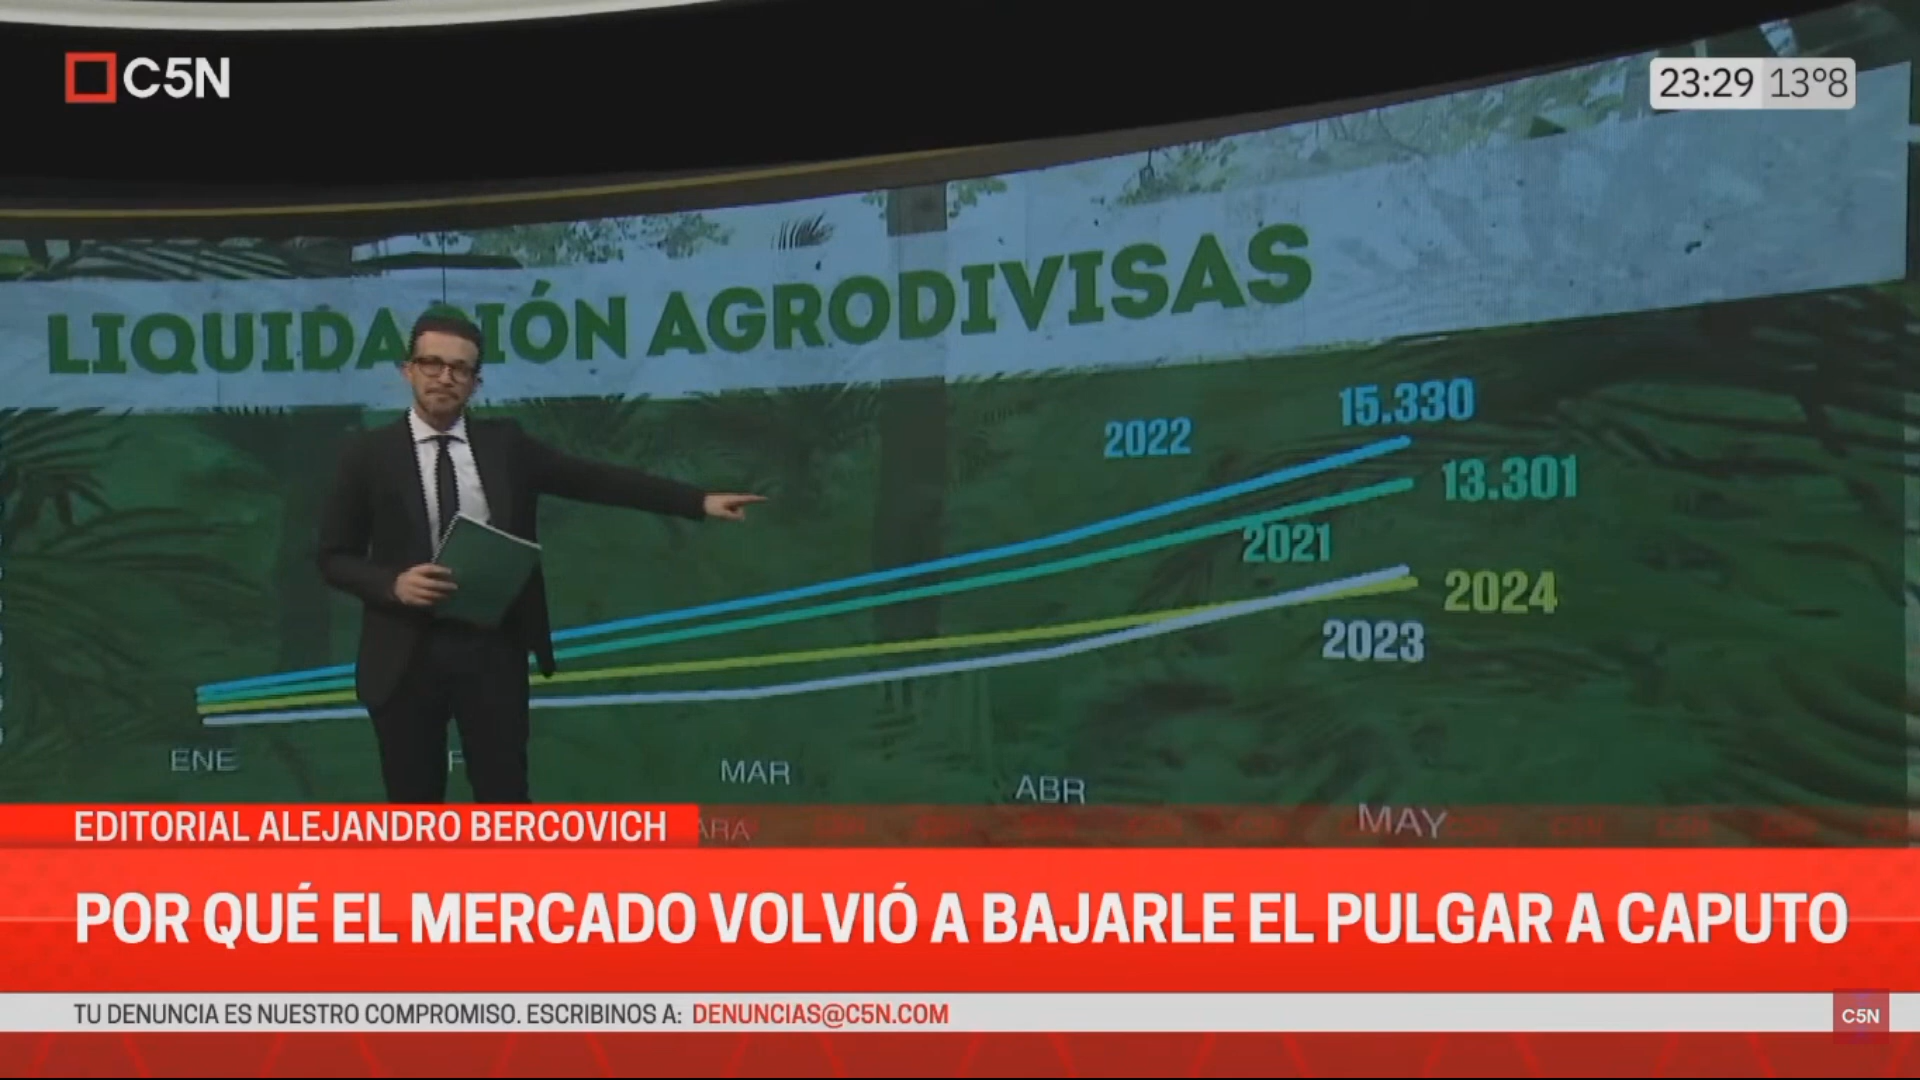 C5N
23:29 13°8
LIQUIDACIÓN AGRODIVISAS
15.330
2022
13.301
2021
2024
2023
ENE
MAR
ABR
MAY
EDITORIAL ALEJANDRO BERCOVICH
POR QUÉ EL MERCADO VOLVIÓ A BAJARLE EL PULGAR A CAPUTO
TU DENUNCIA ES NUESTRO COMPROMISO. ESCRIBINOS A: DENUNCIAS@C5N.COM
C5N